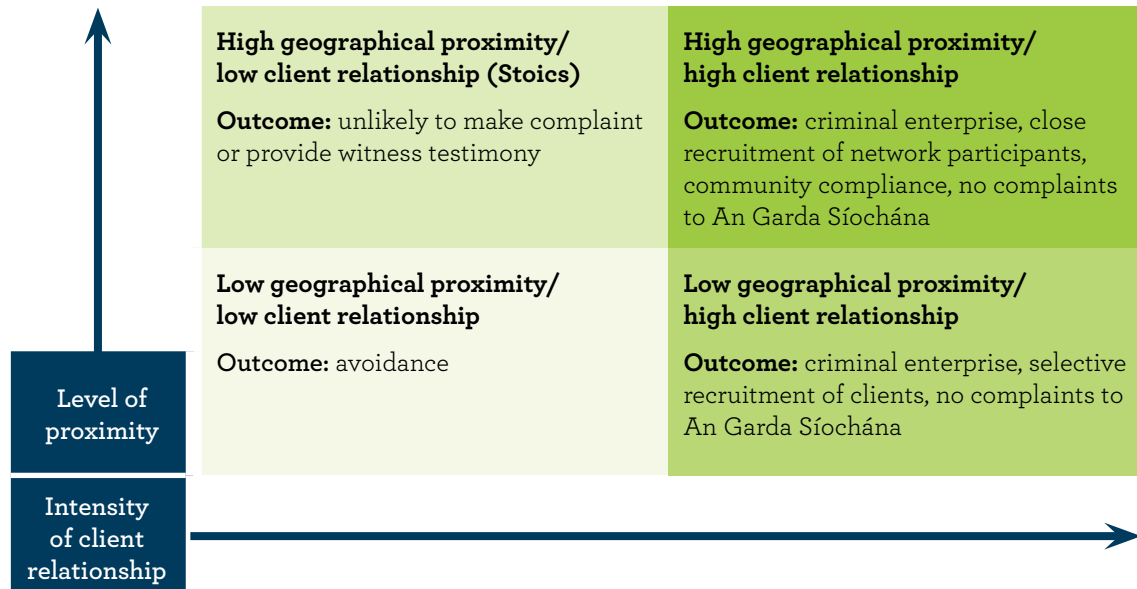 High geographical proximity/
low client relationship (Stoics)
Outcome: unlikely to make complaint
or provide witness testimony
High geographical proximity/
high client relationship
Outcome: criminal enterprise, close
recruitment of network participants,
community compliance, no complaints
to An Garda Síochána
Low geographical proximity/
low client relationship
Outcome: avoidance
Low geographical proximity/
high client relationship
Outcome: criminal enterprise, selective
recruitment of clients, no complaints to
An Garda Síochána
Level of
proximity
Intensity
of client
relationship